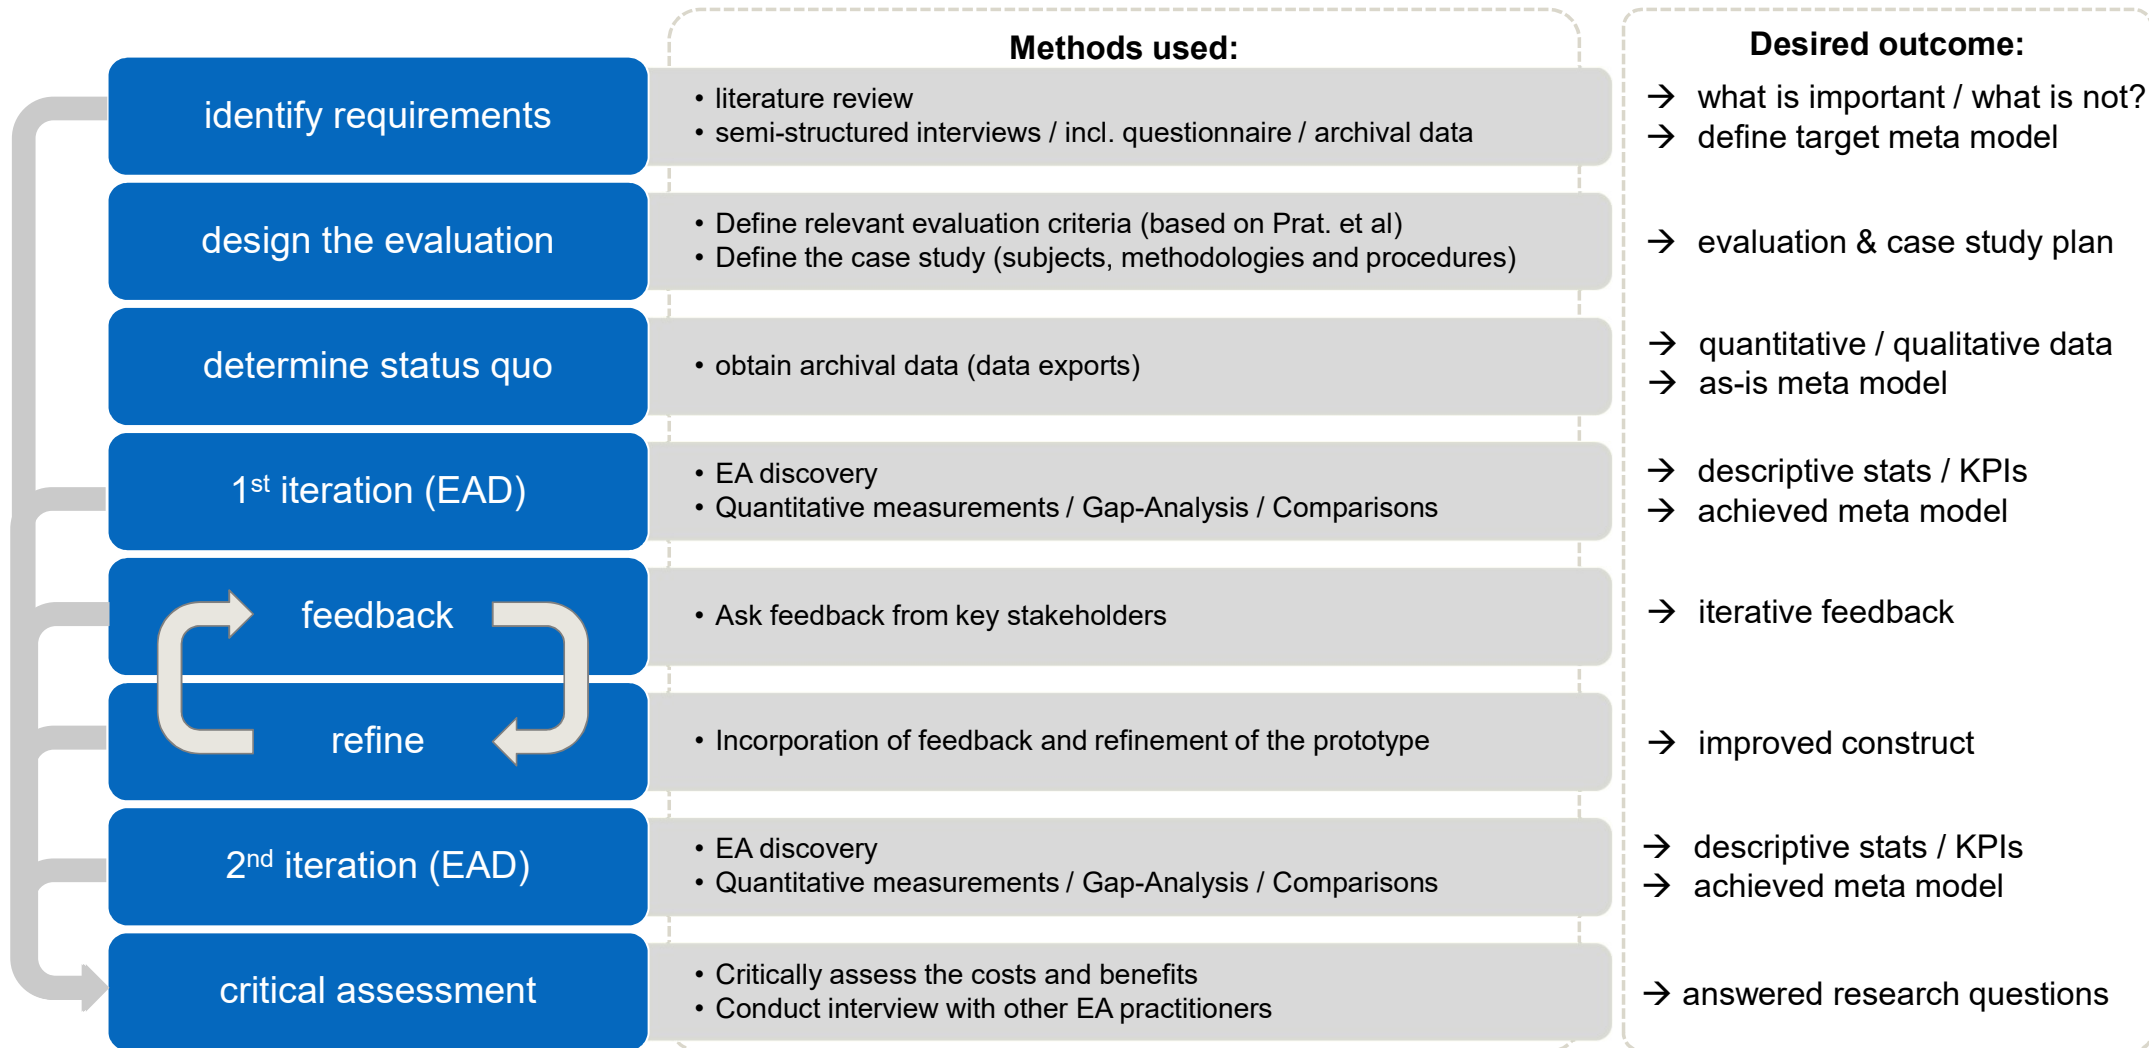 Methods used:
Desired outcome:
identify requirements
• literature review
• semi-structured interviews / incl. questionnaire / archival data
→ what is important / what is not?
→ define target meta model
design the evaluation
• Define relevant evaluation criteria (based on Prat. et al)
• Define the case study (subjects, methodologies and procedures)
→ evaluation & case study plan
determine status quo
• obtain archival data (data exports)
→ quantitative / qualitative data
→ as-is meta model
1st iteration (EAD)
• EA discovery
• Quantitative measurements / Gap-Analysis / Comparisons
→ descriptive stats / KPIs
→ achieved meta model
feedback
• Ask feedback from key stakeholders
→ iterative feedback
refine
• Incorporation of feedback and refinement of the prototype
→ improved construct
2nd iteration (EAD)
• EA discovery
• Quantitative measurements / Gap-Analysis / Comparisons
→ descriptive stats / KPIs
→ achieved meta model
critical assessment
• Critically assess the costs and benefits
• Conduct interview with other EA practitioners
→ answered research questions